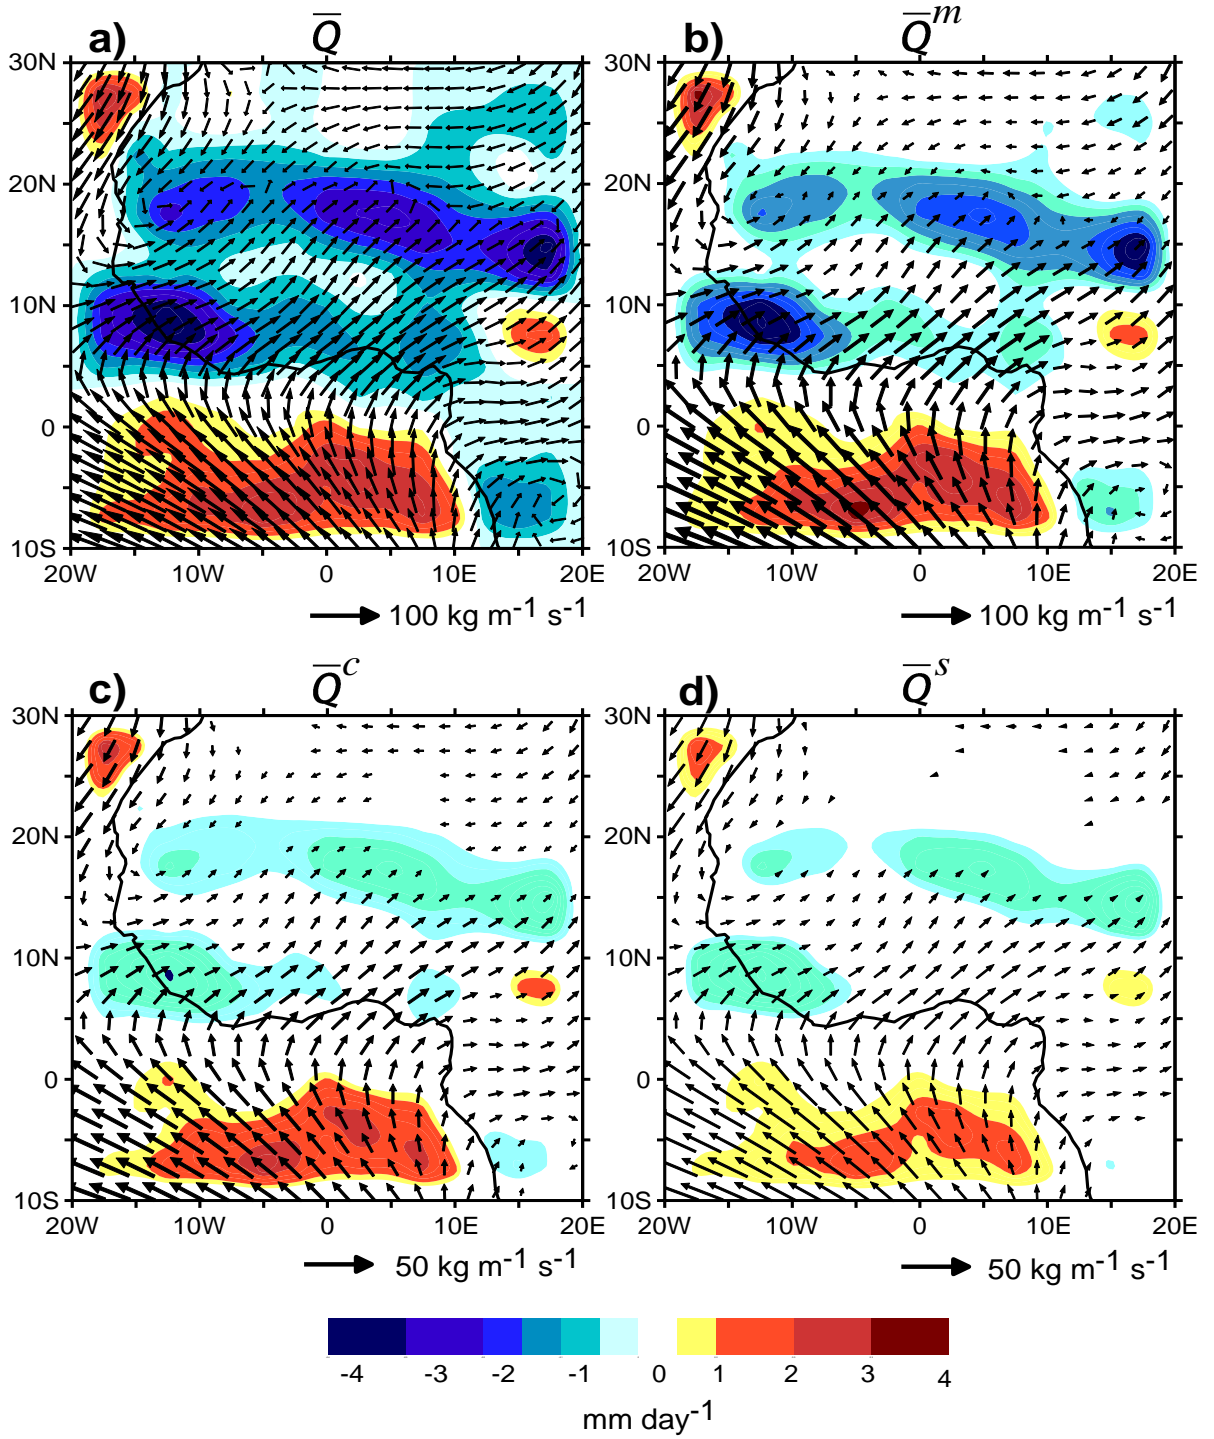 a) Q̅ b) Q̅ᵐ
30N 30N
20N 20N
10N 10N
0 0
10S 10S
20W 10W 0 10E 20E 20W 10W 0 10E 20E
100 kg m⁻¹ s⁻¹ 100 kg m⁻¹ s⁻¹
c) Q̅ᶜ d) Q̅ˢ
30N 30N
20N 20N
10N 10N
0 0
10S 10S
20W 10W 0 10E 20E 20W 10W 0 10E 20E
50 kg m⁻¹ s⁻¹ 50 kg m⁻¹ s⁻¹
-4 -3 -2 -1 0 1 2 3 4
mm day⁻¹